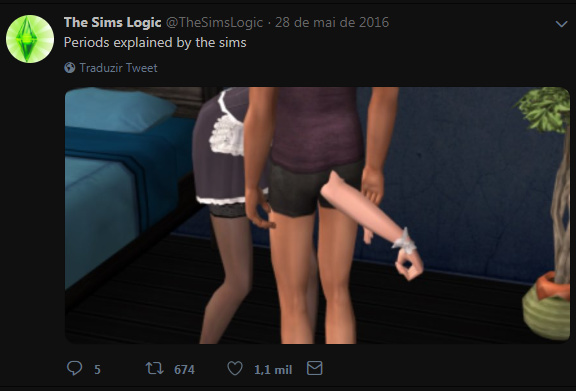 The Sims Logic @TheSimsLogic · 28 de mai de 2016
Periods explained by the sims
Traduzir Tweet
5 674 1,1 mil